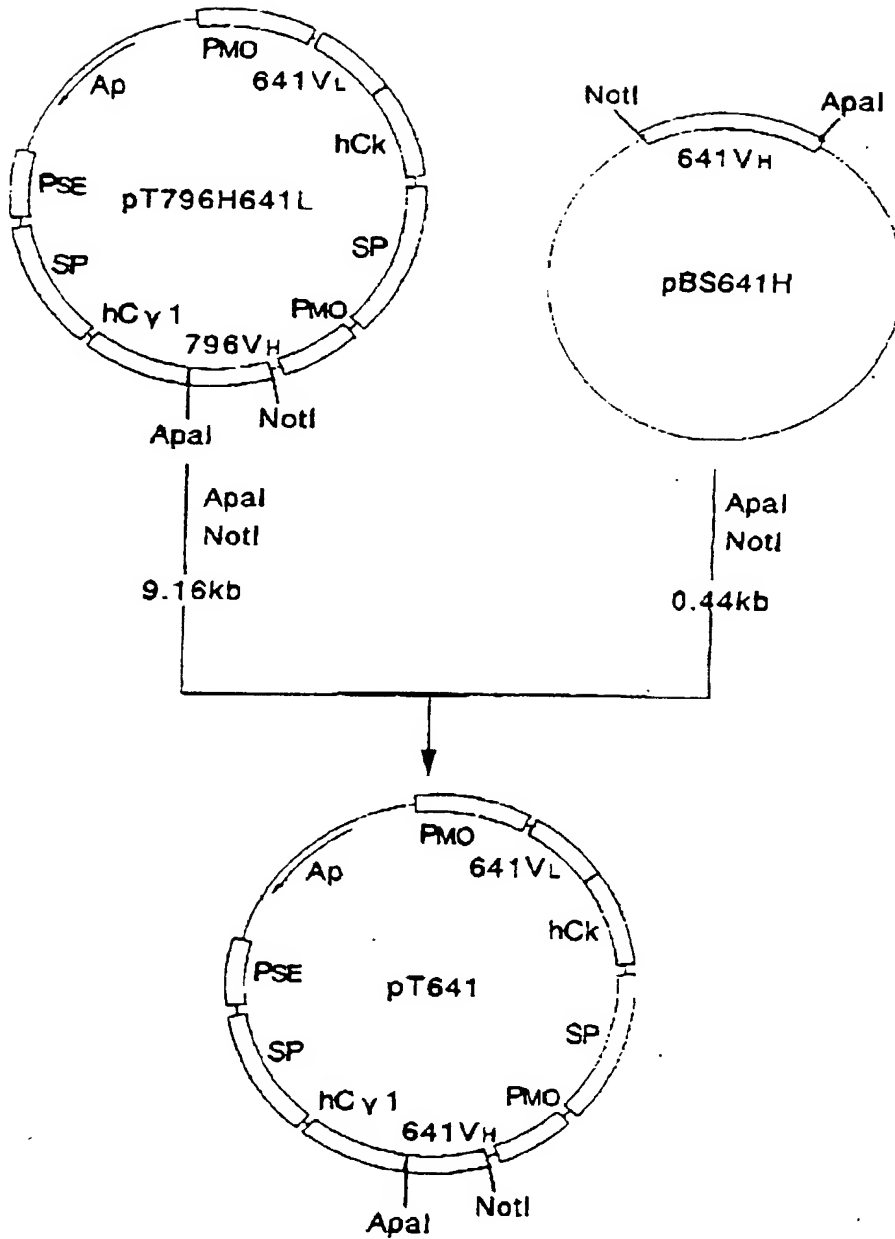 PMO
641VL
Ap
hCk
PSE
pT796H641L
SP
SP
hCγ1
PMO
796VH
NotI
ApaI
NotI
ApaI
641VH
pBS641H
ApaI
NotI
9.16kb
ApaI
NotI
0.44kb
PMO
641VL
Ap
hCk
PSE
pT641
SP
SP
hCγ1
PMO
641VH
NotI
ApaI